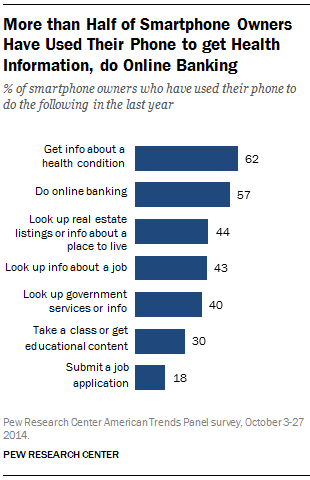 More than Half of Smartphone Owners
Have Used Their Phone to get Health
Information, do Online Banking
% of smartphone owners who have used their phone to
do the following in the last year
Get info about a
health condition
62
Do online banking
57
Look up real estate
listings or info about a
place to live
44
Look up info about a job
43
Look up government
services or info
40
Take a class or get
educational content
30
Submit a job
application
18
Pew Research Center American Trends Panel survey, October 3-27
2014.
PEW RESEARCH CENTER